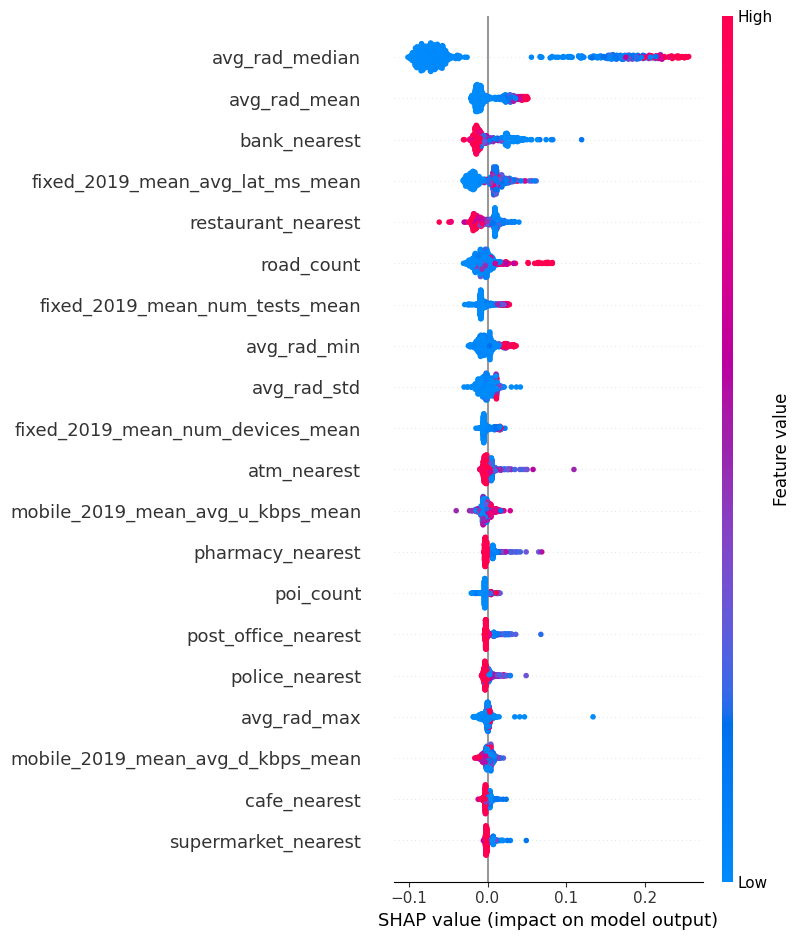 High
avg_rad_median
avg_rad_mean
bank_nearest
fixed_2019_mean_avg_lat_ms_mean
restaurant_nearest
road_count
fixed_2019_mean_num_tests_mean
avg_rad_min
avg_rad_std
fixed_2019_mean_num_devices_mean
atm_nearest
mobile_2019_mean_avg_u_kbps_mean
pharmacy_nearest
poi_count
post_office_nearest
police_nearest
avg_rad_max
mobile_2019_mean_avg_d_kbps_mean
cafe_nearest
supermarket_nearest
Feature value
Low
−0.1 0.0 0.1 0.2
SHAP value (impact on model output)